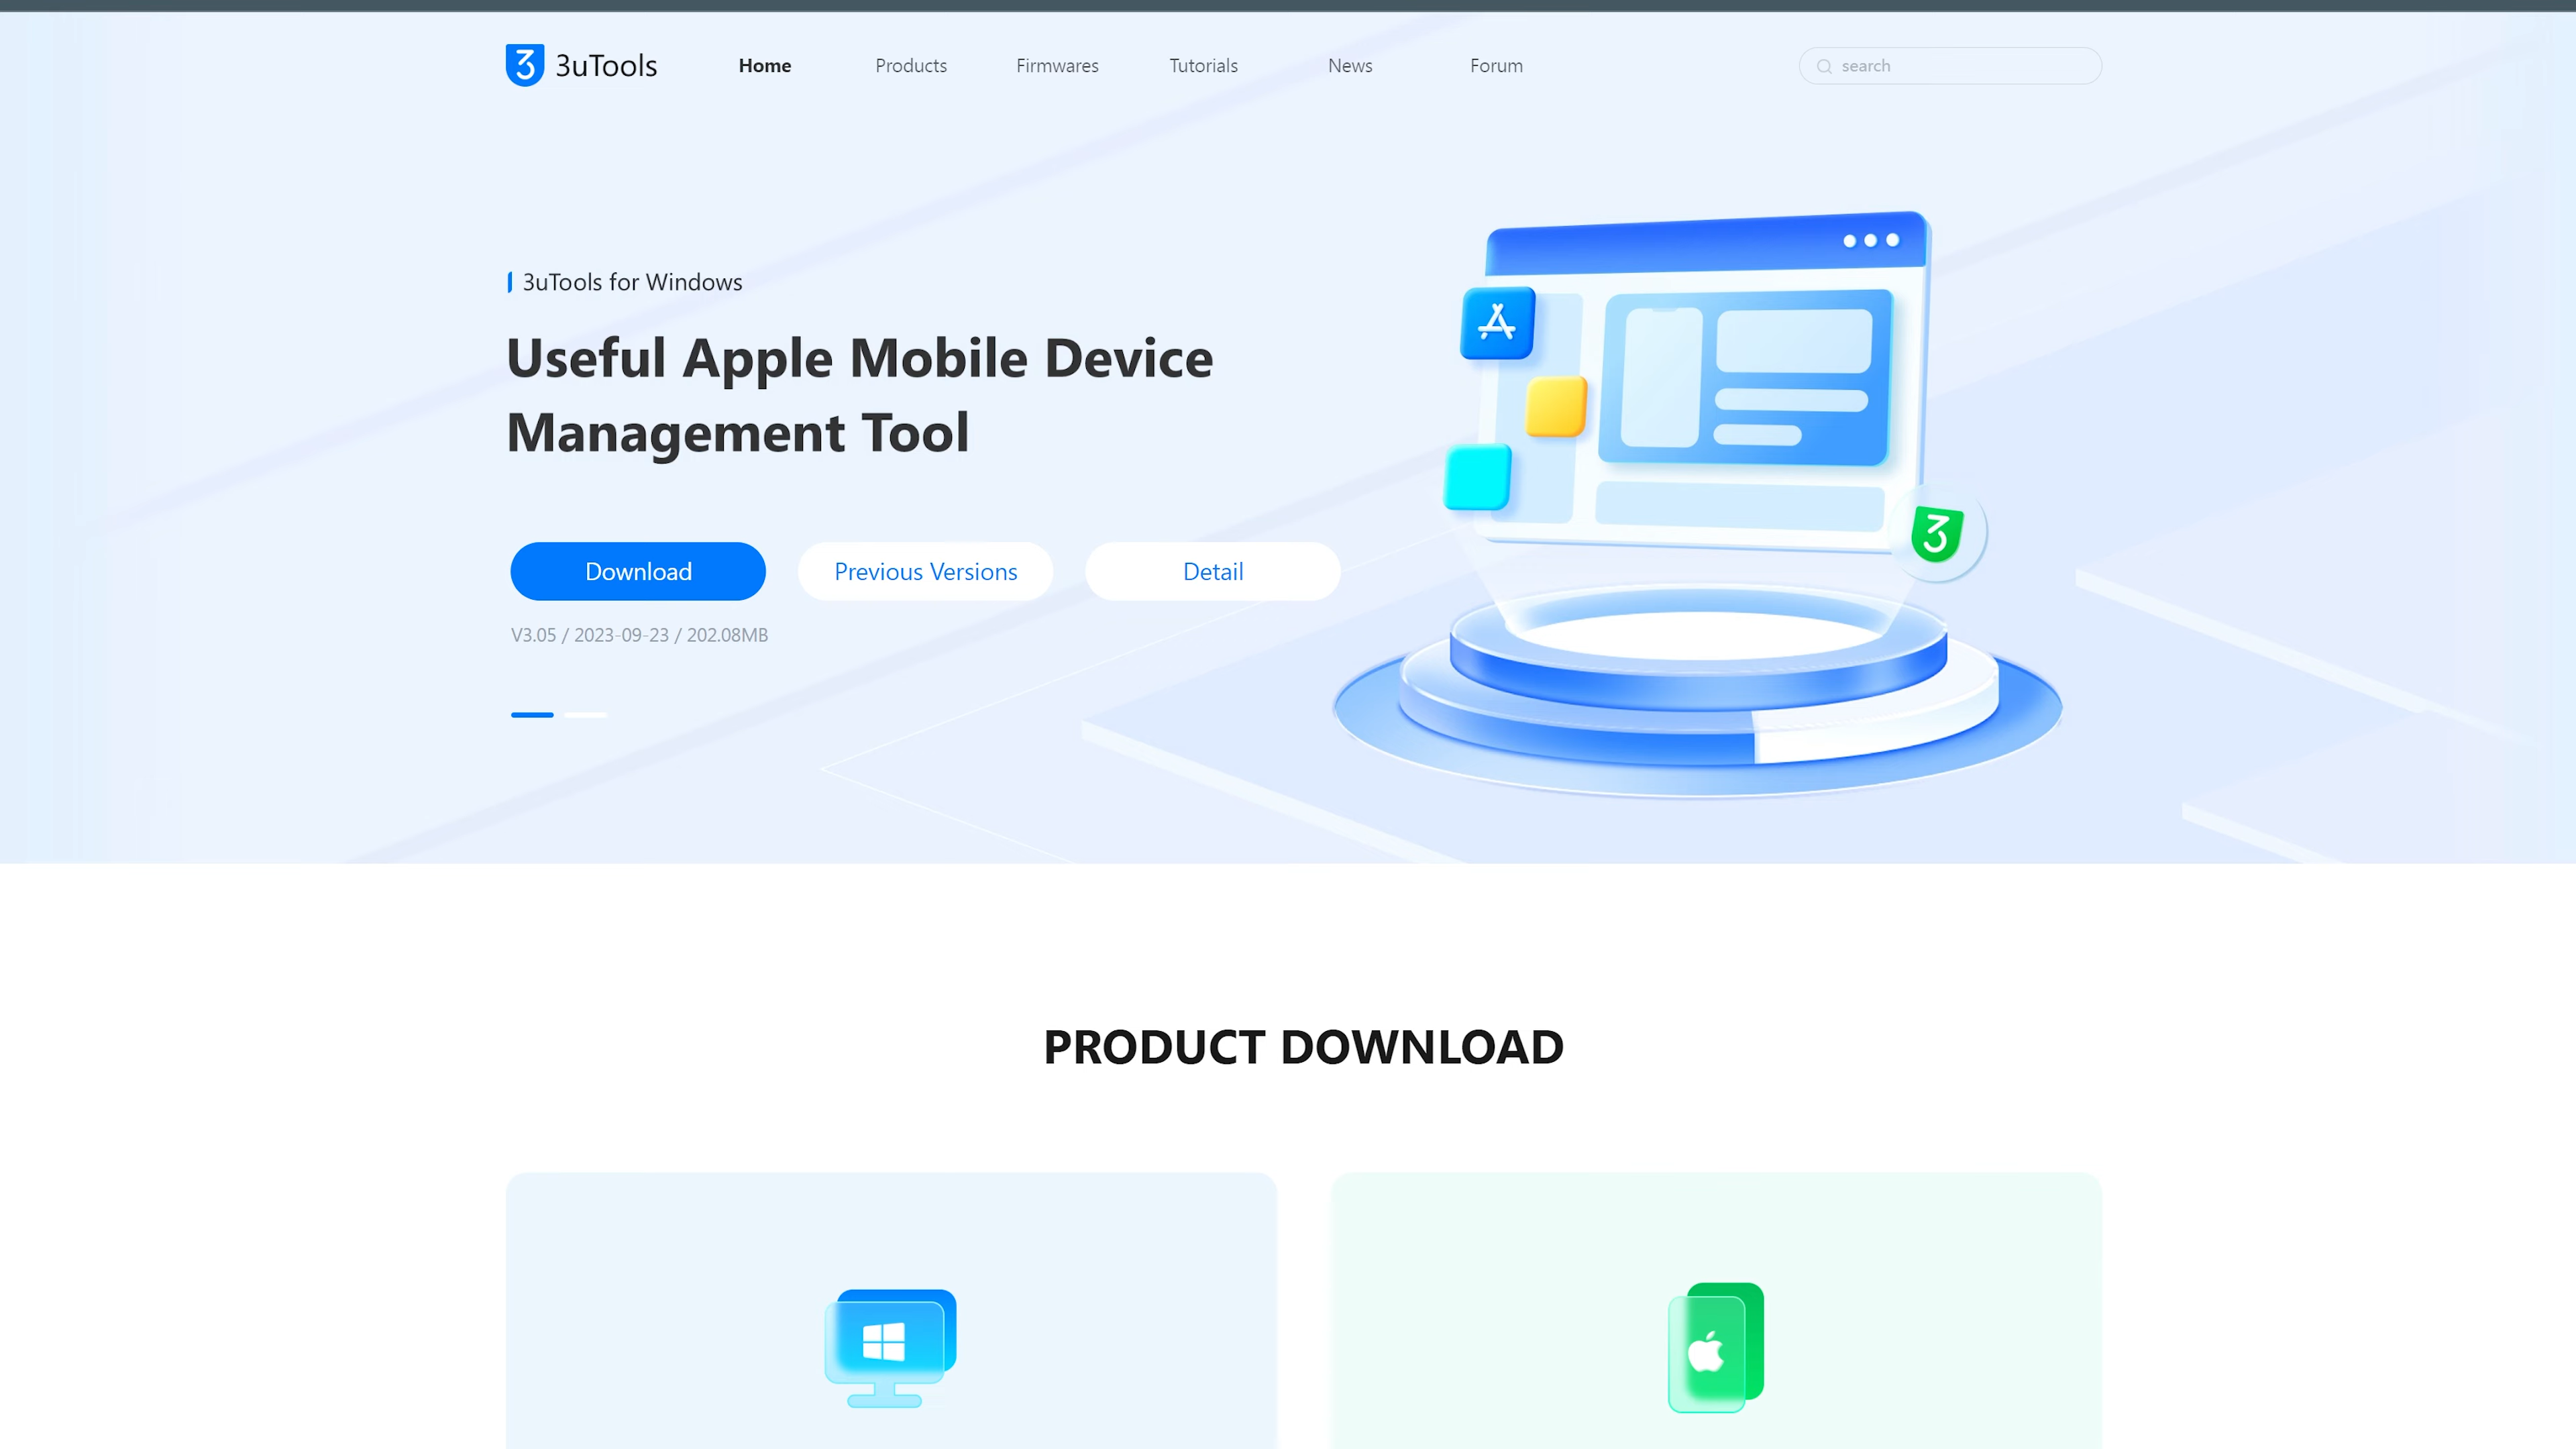 3uTools
Home
Products
Firmwares
Tutorials
News
Forum
search
3uTools for Windows
Useful Apple Mobile Device
Management Tool
Download
Previous Versions
Detail
V3.05 / 2023-09-23 / 202.08MB
PRODUCT DOWNLOAD